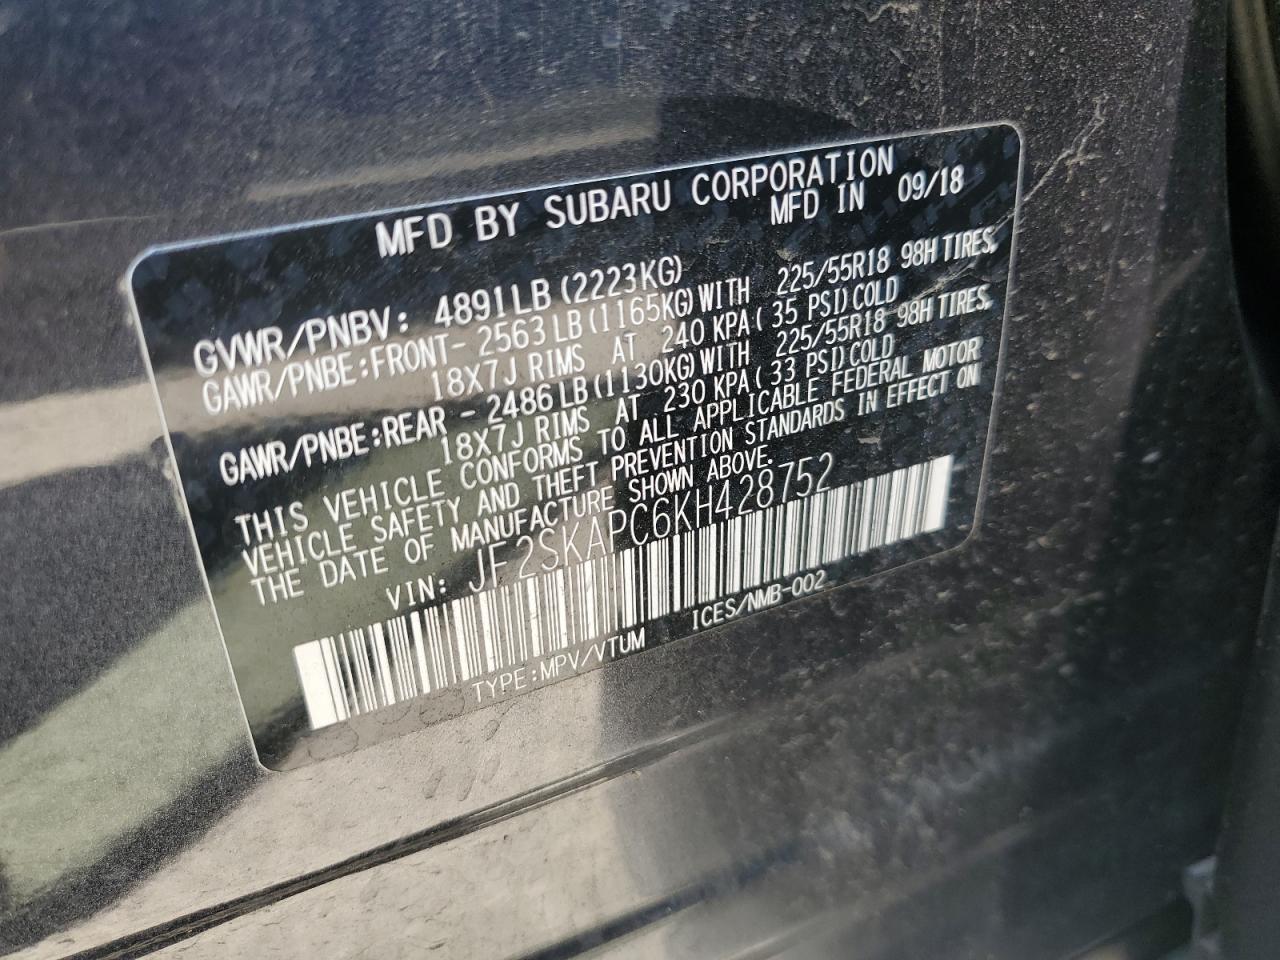 MFD BY SUBARU CORPORATION
MFD IN 09/18
GVWR/PNBV: 4891LB(2223KG)
GAWR/PNBE:FRONT- 2563LB(1165KG)WITH 225/55R18 98H TIRES,
18X7J RIMS AT 240 KPA( 35 PSI)COLD
GAWR/PNBE:REAR - 2486LB(1130KG)WITH 225/55R18 98H TIRES,
18X7J RIMS AT 230 KPA( 33 PSI)COLD
THIS VEHICLE CONFORMS TO ALL APPLICABLE FEDERAL MOTOR
VEHICLE SAFETY AND THEFT PREVENTION STANDARDS IN EFFECT ON
THE DATE OF MANUFACTURE SHOWN ABOVE.
VIN: JF2SKAPC6KH428752
TYPE:MPV/VTUM ICES/NMB-002